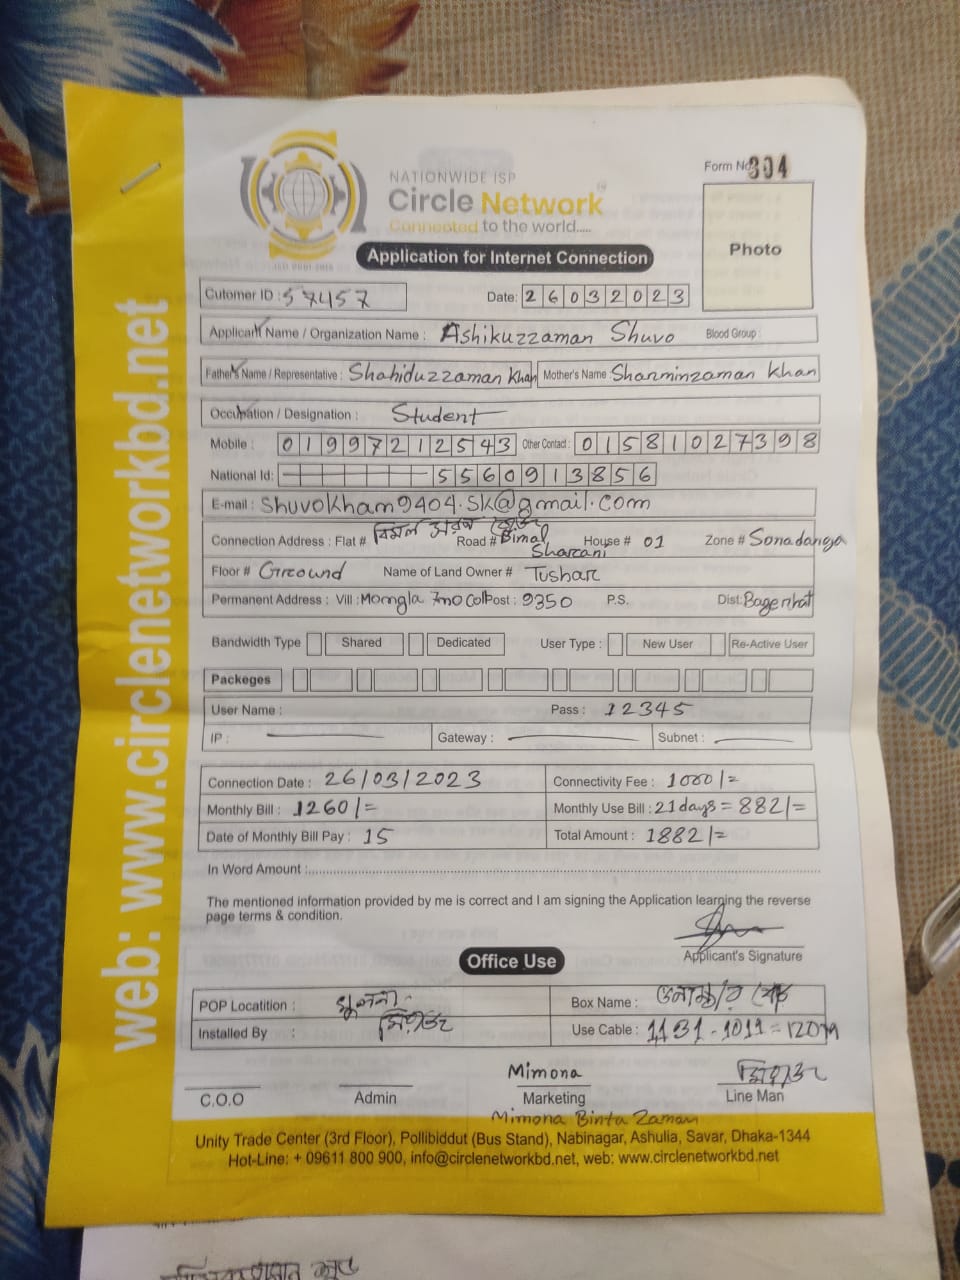 web: www.circlenetworkbd.net
NATIONWIDE ISP
Circle Network
Connected to the world.....
Form No 304
Photo
Application for Internet Connection
Cutomer ID : 57457 Date: 26032023
Applicant Name / Organization Name : Ashikuzzaman Shuvo Blood Group :
Father's Name / Representative : Shahiduzzaman Khan Mother's Name : Sharminzaman Khan
Occupation / Designation : Student
Mobile : 01997212543 Other Contact : 01581027398
National Id: 5560913856
E-mail : Shuvokham9404.sk@gmail.com
Connection Address : Flat # বিমল Road # Bimal Sharani House # 01 Zone # Sonadanga
Floor # Ground Name of Land Owner # Tushar
Permanent Address : Vill : Post : 9350 P.S. Dist: Bagerhat
Bandwidth Type Shared Dedicated User Type : New User Re-Active User
Packeges
User Name : Pass : 12345
IP : Gateway : Subnet :
Connection Date : 26/03/2023 Connectivity Fee : 1000/=
Monthly Bill : 1260/= Monthly Use Bill : 21 days = 882/=
Date of Monthly Bill Pay : 15 Total Amount : 1882/=
In Word Amount :
The mentioned information provided by me is correct and I am signing the Application learning the reverse
page terms & condition.
Applicant's Signature
Office Use
POP Locatition : খুলনা Box Name :
Installed By : Use Cable : 1131 - 1011 =
Mimona
C.O.O Admin Marketing Line Man
Mimona Binta Zaman
Unity Trade Center (3rd Floor), Pollibiddut (Bus Stand), Nabinagar, Ashulia, Savar, Dhaka-1344
Hot-Line: + 09611 800 900, info@circlenetworkbd.net, web: www.circlenetworkbd.net